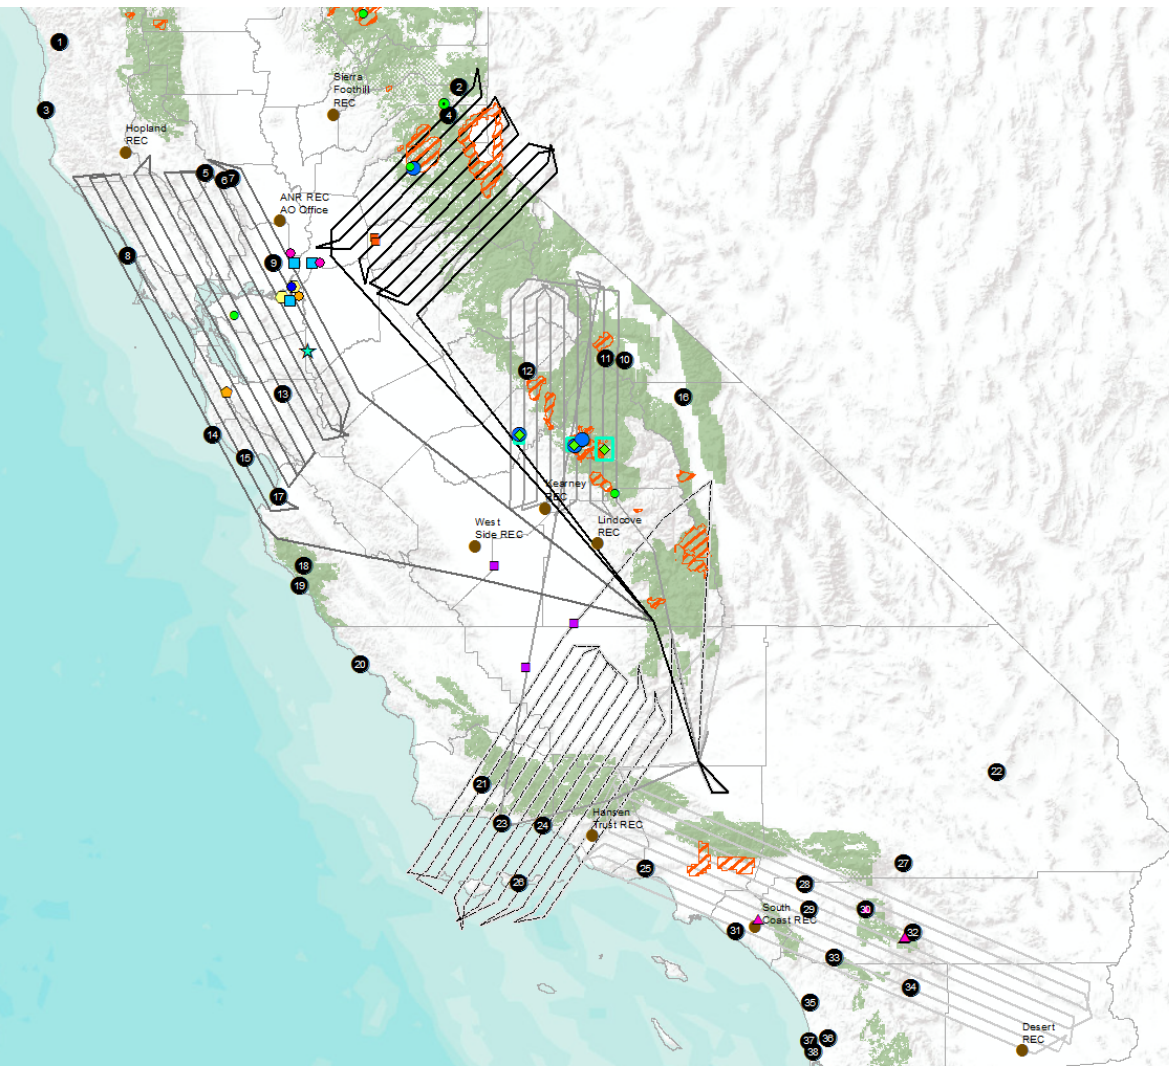 1
2
Sierra
Foothill
REC
3
4
Hopland
REC
5
6
7
ANR REC
AO Office
8
9
10
11
12
13
14
15
16
17
Kearney
REC
West
Side REC
Lindcove
REC
18
19
20
21
22
23
24
Hansen
Trust REC
25
26
27
28
29
30
South
Coast REC
31
32
33
34
35
36
37
38
Desert
REC